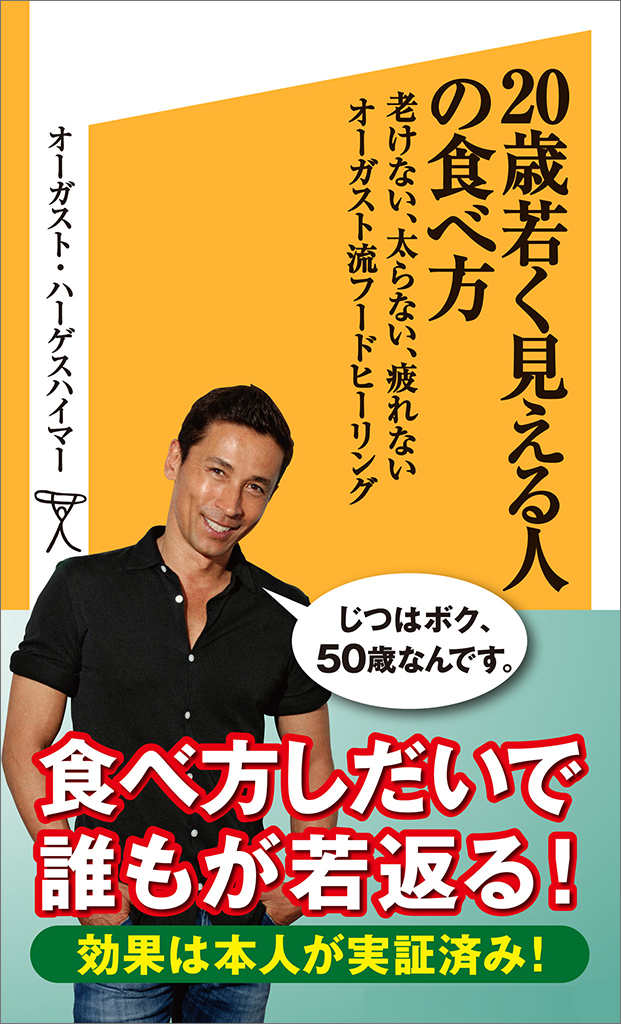 20歳若く見える人
の食べ方
老けない、太らない、疲れない
オーガスト流フードヒーリング
オーガスト・ハーゲスハイマー
じつはボク、
50歳なんです。
食べ方しだいで
誰もが若返る!
効果は本人が実証済み!